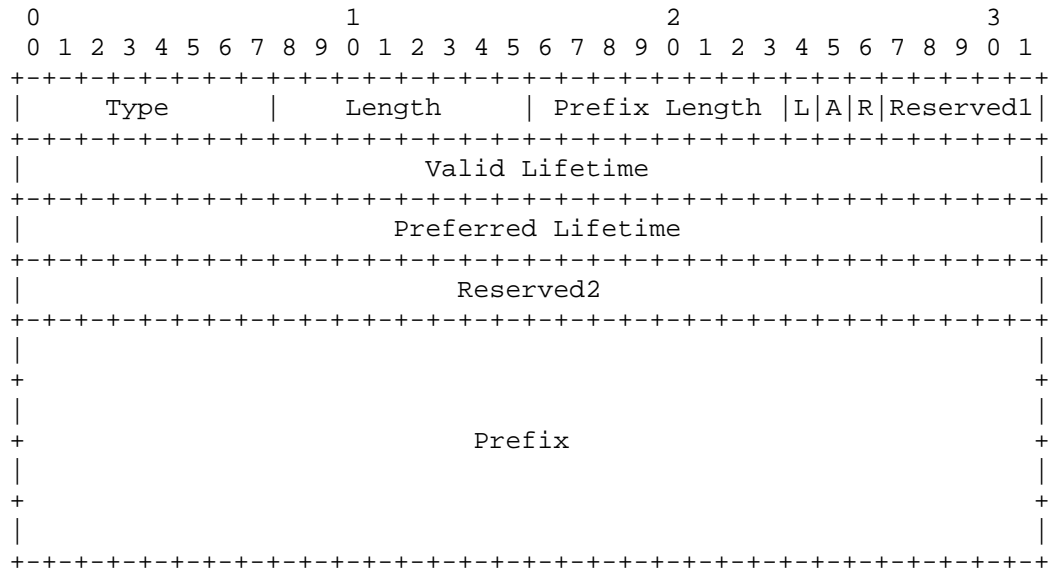 0                   1                   2                   3
 0 1 2 3 4 5 6 7 8 9 0 1 2 3 4 5 6 7 8 9 0 1 2 3 4 5 6 7 8 9 0 1
+-+-+-+-+-+-+-+-+-+-+-+-+-+-+-+-+-+-+-+-+-+-+-+-+-+-+-+-+-+-+-+-+
|     Type      |    Length     | Prefix Length |L|A|R|Reserved1|
+-+-+-+-+-+-+-+-+-+-+-+-+-+-+-+-+-+-+-+-+-+-+-+-+-+-+-+-+-+-+-+-+
|                         Valid Lifetime                        |
+-+-+-+-+-+-+-+-+-+-+-+-+-+-+-+-+-+-+-+-+-+-+-+-+-+-+-+-+-+-+-+-+
|                       Preferred Lifetime                      |
+-+-+-+-+-+-+-+-+-+-+-+-+-+-+-+-+-+-+-+-+-+-+-+-+-+-+-+-+-+-+-+-+
|                           Reserved2                           |
+-+-+-+-+-+-+-+-+-+-+-+-+-+-+-+-+-+-+-+-+-+-+-+-+-+-+-+-+-+-+-+-+
|                                                               |
+                                                               +
|                                                               |
+                            Prefix                             +
|                                                               |
+                                                               +
|                                                               |
+-+-+-+-+-+-+-+-+-+-+-+-+-+-+-+-+-+-+-+-+-+-+-+-+-+-+-+-+-+-+-+-+